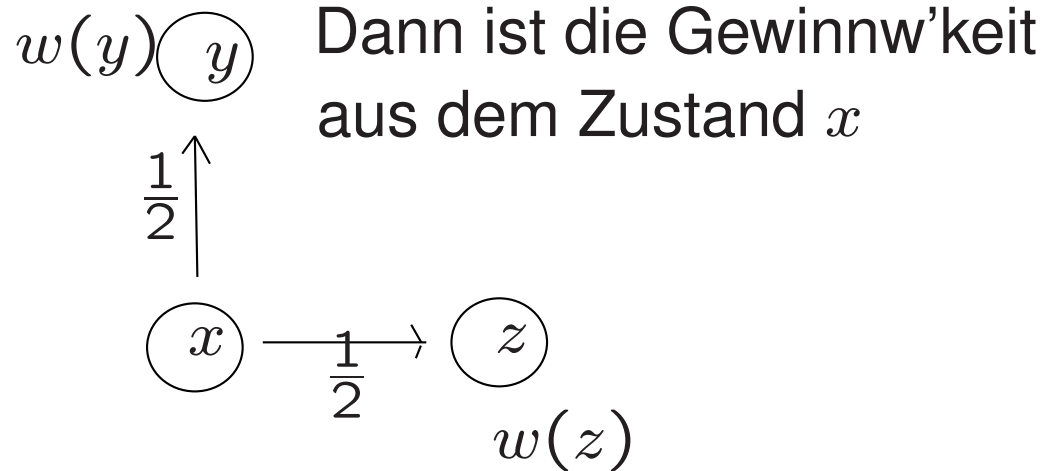 w(y) y Dann ist die Gewinnw'keit
aus dem Zustand x
1/2
x 1/2 z
w(z)